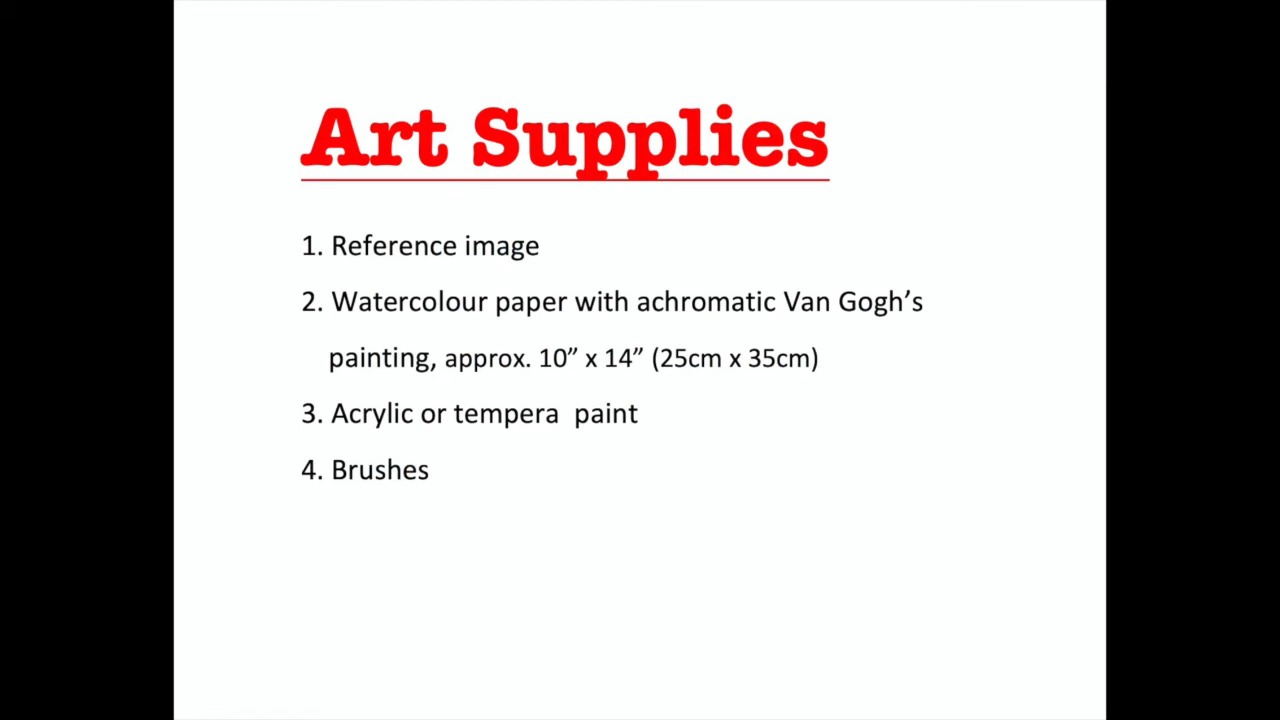 Art Supplies
1. Reference image
2. Watercolour paper with achromatic Van Gogh’s
painting, approx. 10” x 14” (25cm x 35cm)
3. Acrylic or tempera  paint
4. Brushes